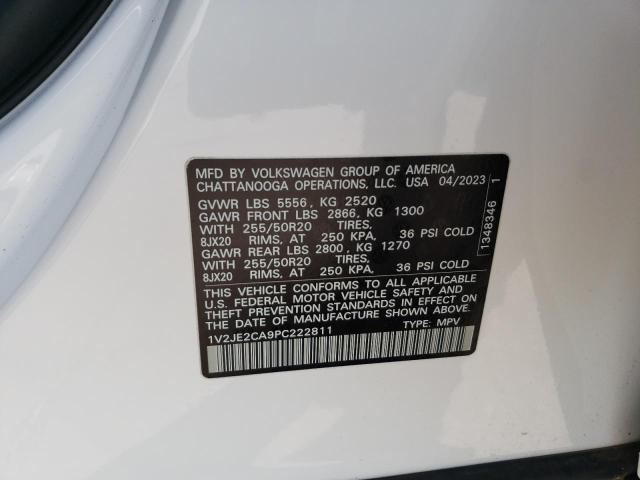 MFD BY VOLKSWAGEN GROUP OF AMERICA
CHATTANOOGA OPERATIONS, LLC. USA 04/2023
GVWR LBS 5556, KG 2520
GAWR FRONT LBS 2866, KG 1300
WITH 255/50R20 TIRES,
8JX20 RIMS, AT 250 KPA, 36 PSI COLD
GAWR REAR LBS 2800, KG 1270
WITH 255/50R20 TIRES,
8JX20 RIMS, AT 250 KPA, 36 PSI COLD
THIS VEHICLE CONFORMS TO ALL APPLICABLE
U.S. FEDERAL MOTOR VEHICLE SAFETY AND
THEFT PREVENTION STANDARDS IN EFFECT ON
THE DATE OF MANUFACTURE SHOWN ABOVE.
1V2JE2CA9PC222811 TYPE: MPV
1348346 1